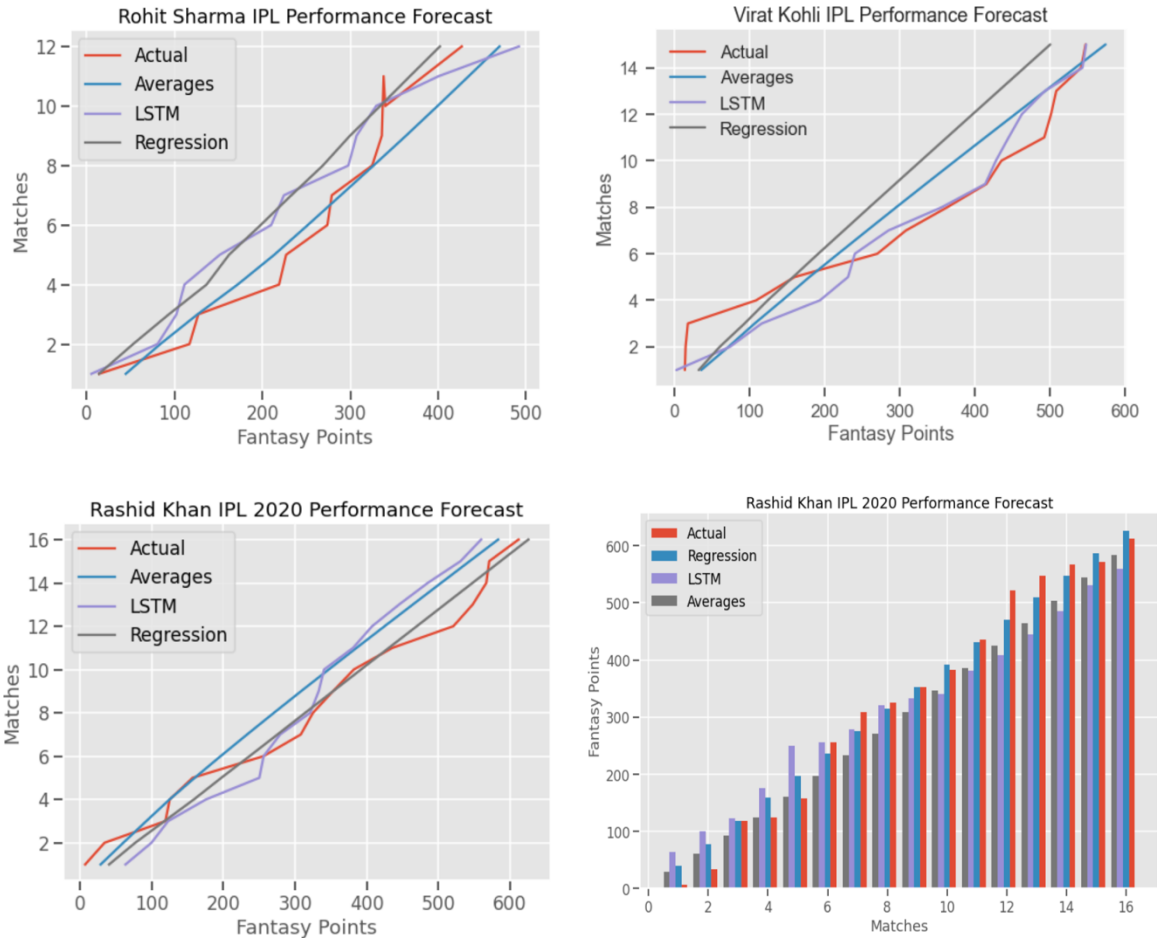 Rohit Sharma IPL Performance Forecast
12
10
8
6
4
2
Matches
Actual
Averages
LSTM
Regression
0 100 200 300 400 500
Fantasy Points
Virat Kohli IPL Performance Forecast
14
12
10
8
6
4
2
Matches
Actual
Averages
LSTM
Regression
0 100 200 300 400 500 600
Fantasy Points
Rashid Khan IPL 2020 Performance Forecast
16
14
12
10
8
6
4
2
Matches
Actual
Averages
LSTM
Regression
0 100 200 300 400 500 600
Fantasy Points
Rashid Khan IPL 2020 Performance Forecast
600
500
400
300
200
100
0
Fantasy Points
Actual
Regression
LSTM
Averages
0 2 4 6 8 10 12 14 16
Matches